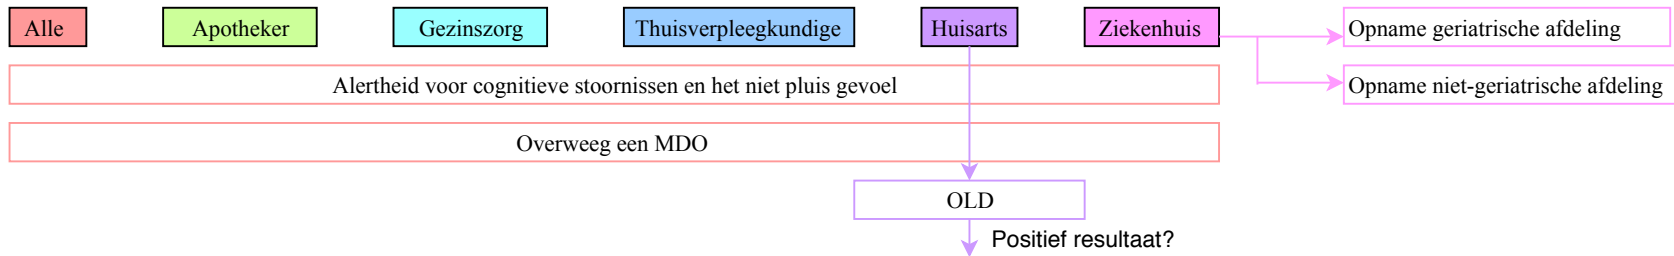 Alle
Apotheker
Gezinszorg
Thuisverpleegkundige
Huisarts
Ziekenhuis
Opname geriatrische afdeling
Alertheid voor cognitieve stoornissen en het niet pluis gevoel
Opname niet-geriatrische afdeling
Overweeg een MDO
OLD
Positief resultaat?